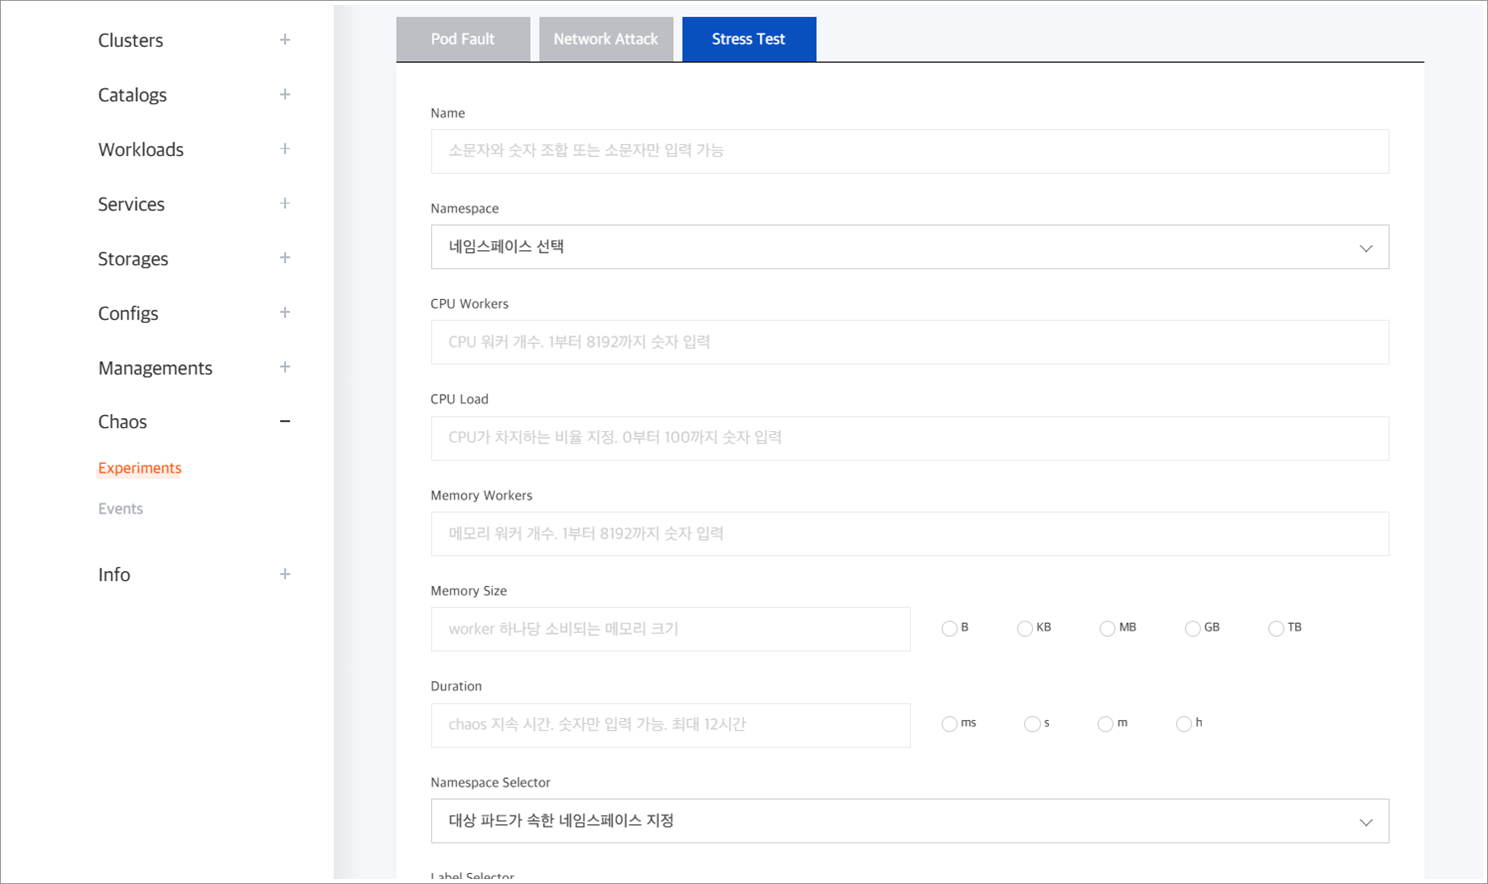 Clusters
Catalogs
Workloads
Services
Storages
Configs
Managements
Chaos
Experiments
Events
Info
Pod Fault
Network Attack
Stress Test
Name
소문자와 숫자 조합 또는 소문자만 입력 가능
Namespace
네임스페이스 선택
CPU Workers
CPU 워커 개수. 1부터 8192까지 숫자 입력
CPU Load
CPU가 차지하는 비율 지정. 0부터 100까지 숫자 입력
Memory Workers
메모리 워커 개수. 1부터 8192까지 숫자 입력
Memory Size
worker 하나당 소비되는 메모리 크기
B KB MB GB TB
Duration
chaos 지속 시간. 숫자만 입력 가능. 최대 12시간
ms s m h
Namespace Selector
대상 파드가 속한 네임스페이스 지정
Label Selector